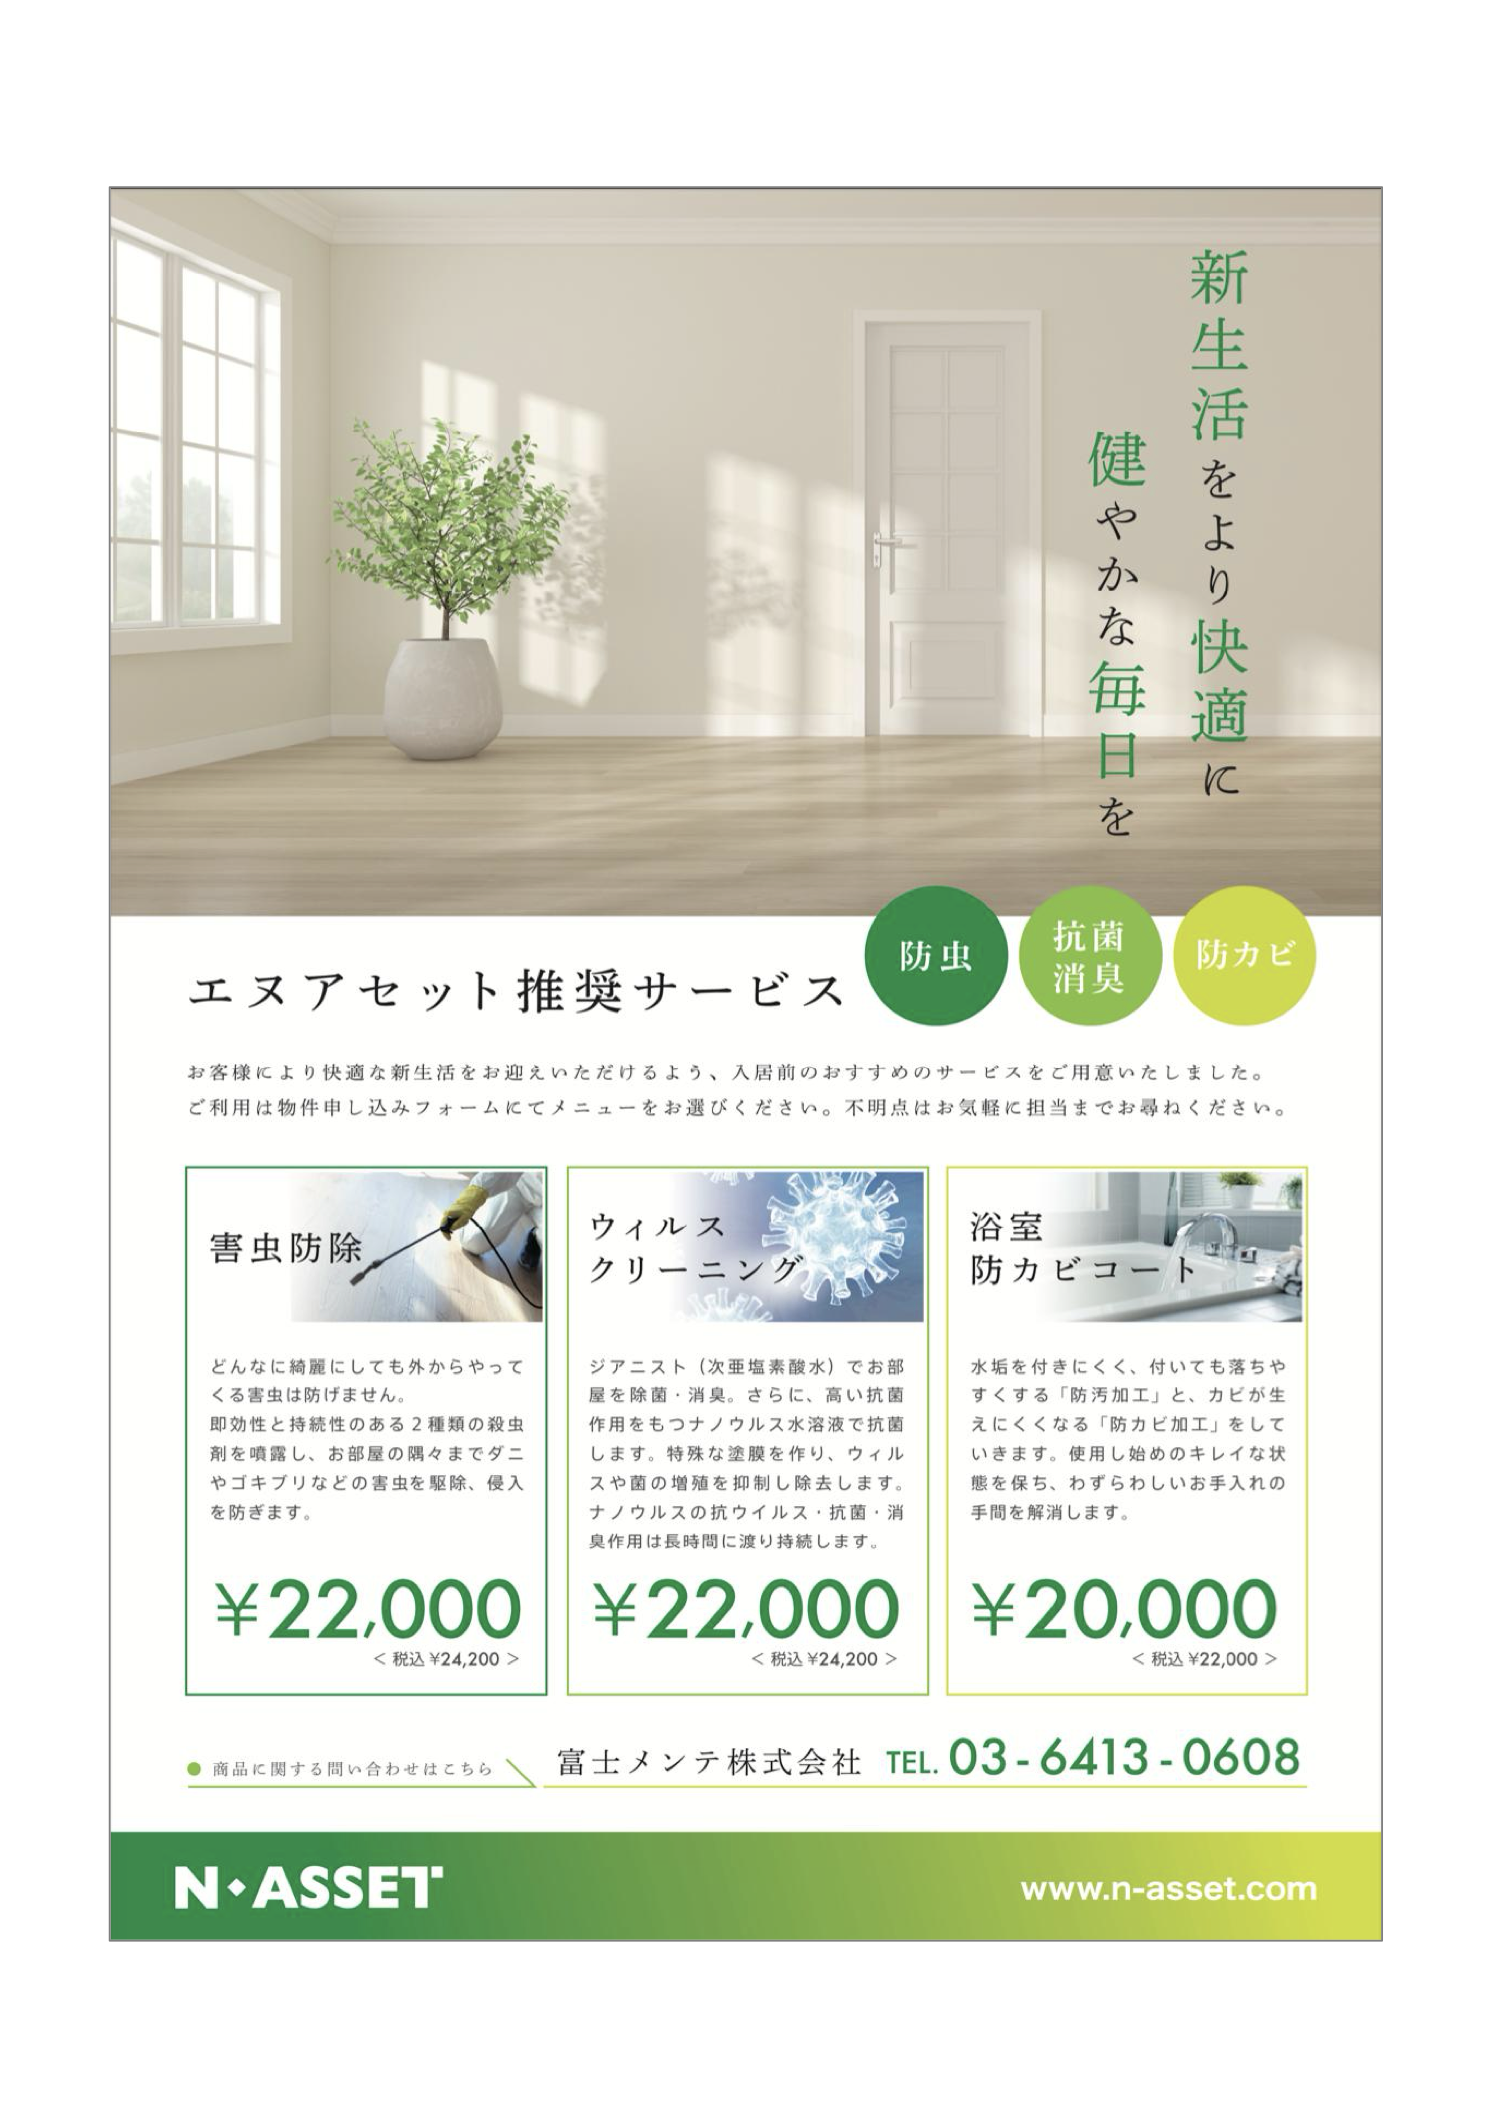 新生活をより快適に
健やかな毎日を
防虫
抗菌
消臭
防カビ
エヌアセット推奨サービス
お客様により快適な新生活をお迎えいただけるよう、入居前のおすすめのサービスをご用意いたしました。
ご利用は物件申し込みフォームにてメニューをお選びください。不明点はお気軽に担当までお尋ねください。
害虫防除
どんなに綺麗にしても外からやって
くる害虫は防げません。
即効性と持続性のある２種類の殺虫
剤を噴露し、お部屋の隅々までダニ
やゴキブリなどの害虫を駆除、侵入
を防ぎます。
￥22,000
＜ 税込 ¥24,200 ＞
ウィルス
クリーニング
ジアニスト（次亜塩素酸水）でお部
屋を除菌・消臭。さらに、高い抗菌
作用をもつナノウルス水溶液で抗菌
します。特殊な塗膜を作り、ウィル
スや菌の増殖を抑制し除去します。
ナノウルスの抗ウイルス・抗菌・消
臭作用は長時間に渡り持続します。
￥22,000
＜ 税込 ¥24,200 ＞
浴室
防カビコート
水垢を付きにくく、付いても落ちや
すくする「防汚加工」と、カビが生
えにくくなる「防カビ加工」をして
いきます。使用し始めのキレイな状
態を保ち、わずらわしいお手入れの
手間を解消します。
￥20,000
＜ 税込 ¥22,000 ＞
● 商品に関する問い合わせはこちら
富士メンテ株式会社 TEL. 03-6413-0608
N◆ASSET
www.n-asset.com